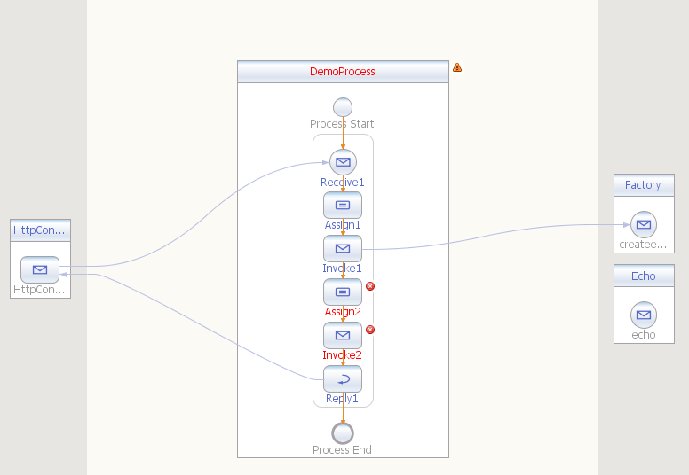 DemoProcess
Process Start
Receive1
Assign1
Invoke1
Assign2
Invoke2
Reply1
Process End
HttpCon...
HttpCon...
Factory
createe...
Echo
echo